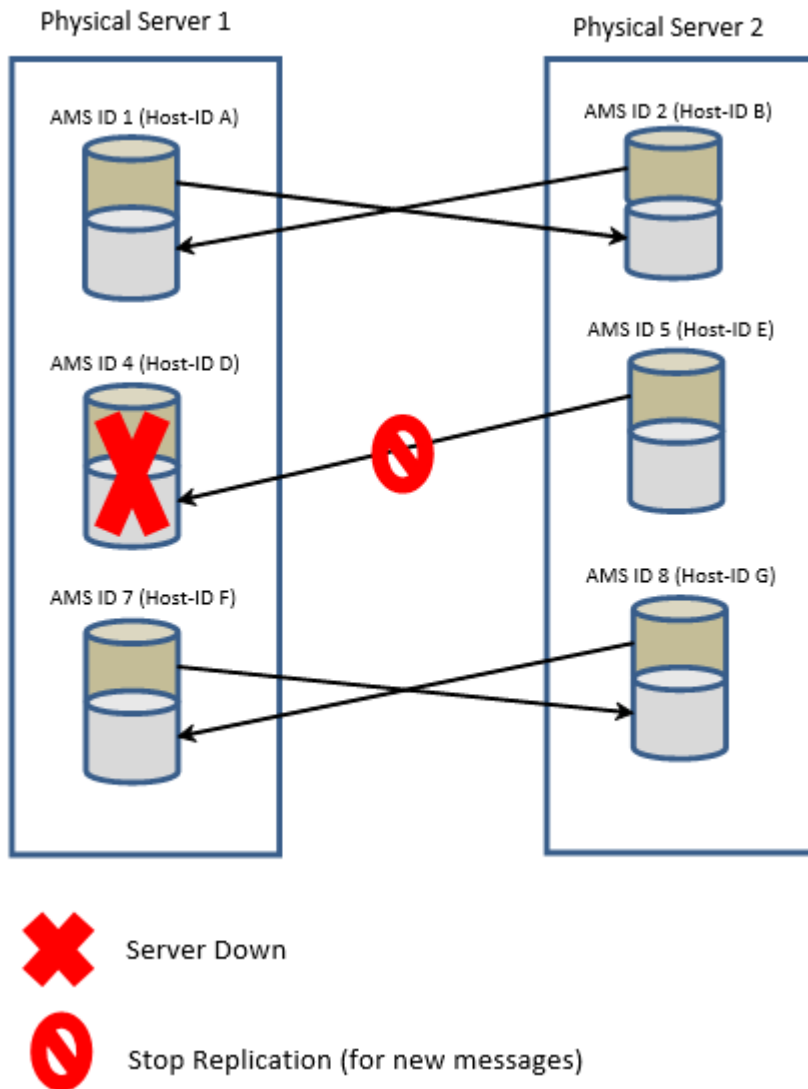 Physical Server 1
Physical Server 2
AMS ID 1 (Host-ID A)
AMS ID 2 (Host-ID B)
AMS ID 4 (Host-ID D)
AMS ID 5 (Host-ID E)
AMS ID 7 (Host-ID F)
AMS ID 8 (Host-ID G)
Server Down
Stop Replication (for new messages)